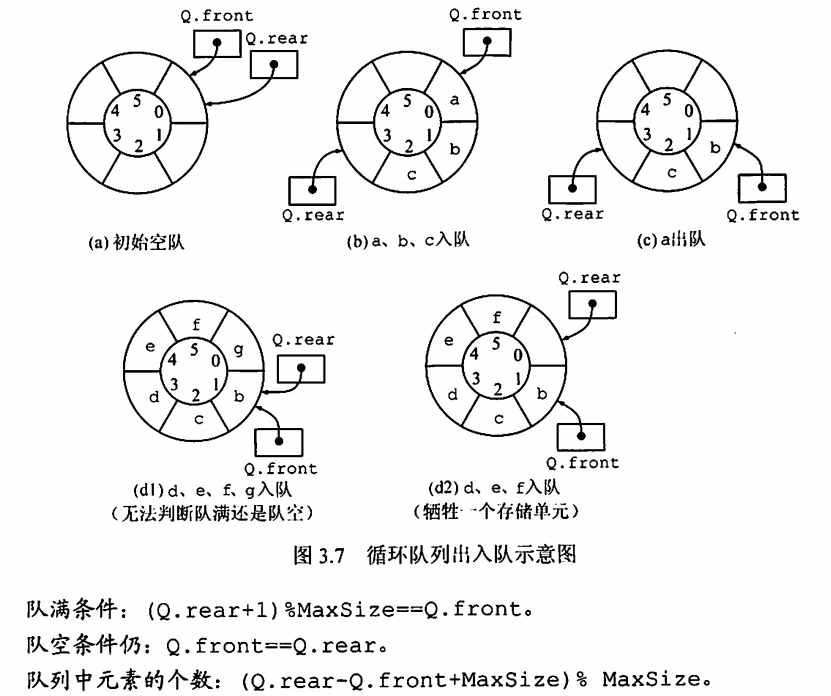 Q.front
Q.rear
4 5 0
3 2 1
(a)初始空队
Q.front
4 5 0
3 2 1
a
b
c
Q.rear
(b)a、b、c入队
4 5 0
3 2 1
b
c
Q.rear
Q.front
(c)a出队
e f g
4 5 0
3 2 1
d c b
Q.rear
Q.front
(d1)d、e、f、g入队
(无法判断队满还是队空)
Q.rear
e f
4 5 0
3 2 1
d c b
Q.front
(d2)d、e、f入队
(牺牲一个存储单元)
图 3.7 循环队列出入队示意图
队满条件：(Q.rear+1)%MaxSize==Q.front。
队空条件仍：Q.front==Q.rear。
队列中元素的个数：(Q.rear-Q.front+MaxSize)% MaxSize。